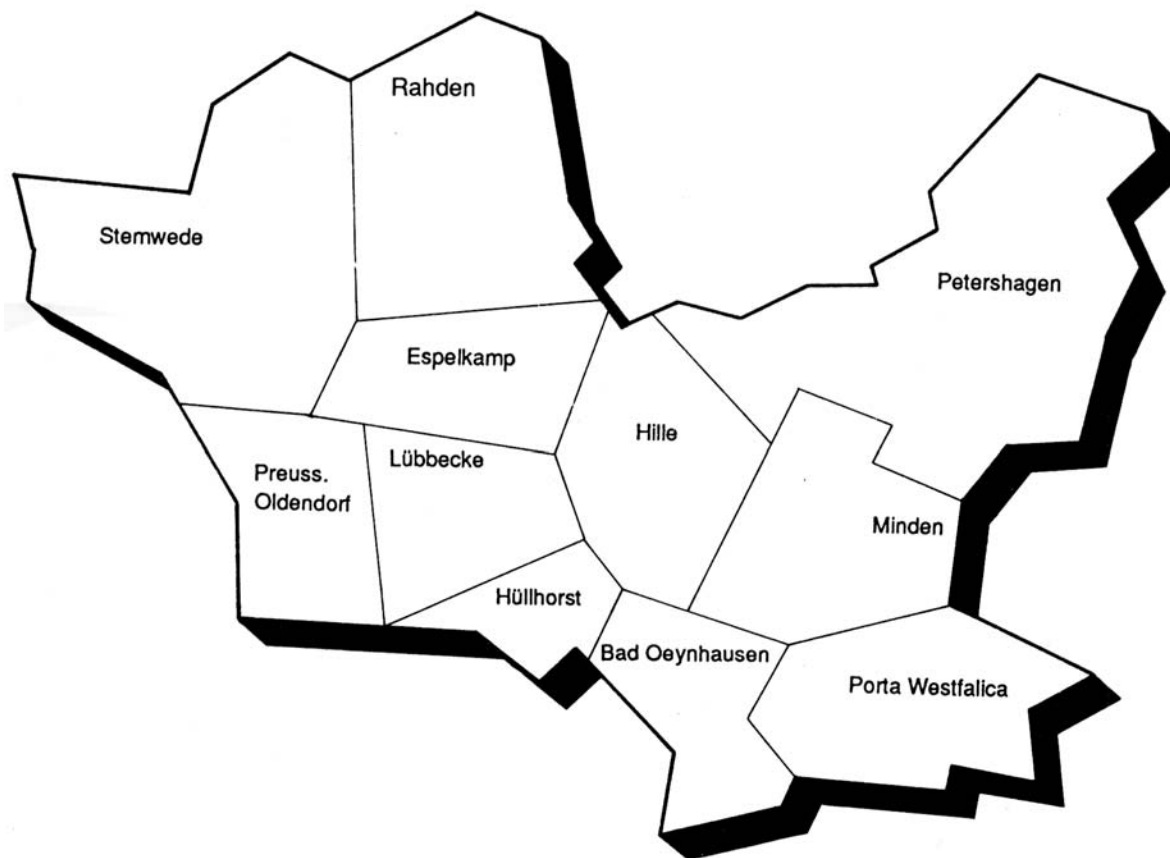 Rahden
Stemwede
Petershagen
Espelkamp
Hille
Lübbecke
Preuss.
Oldendorf
Minden
Hüllhorst
Bad Oeynhausen
Porta Westfalica